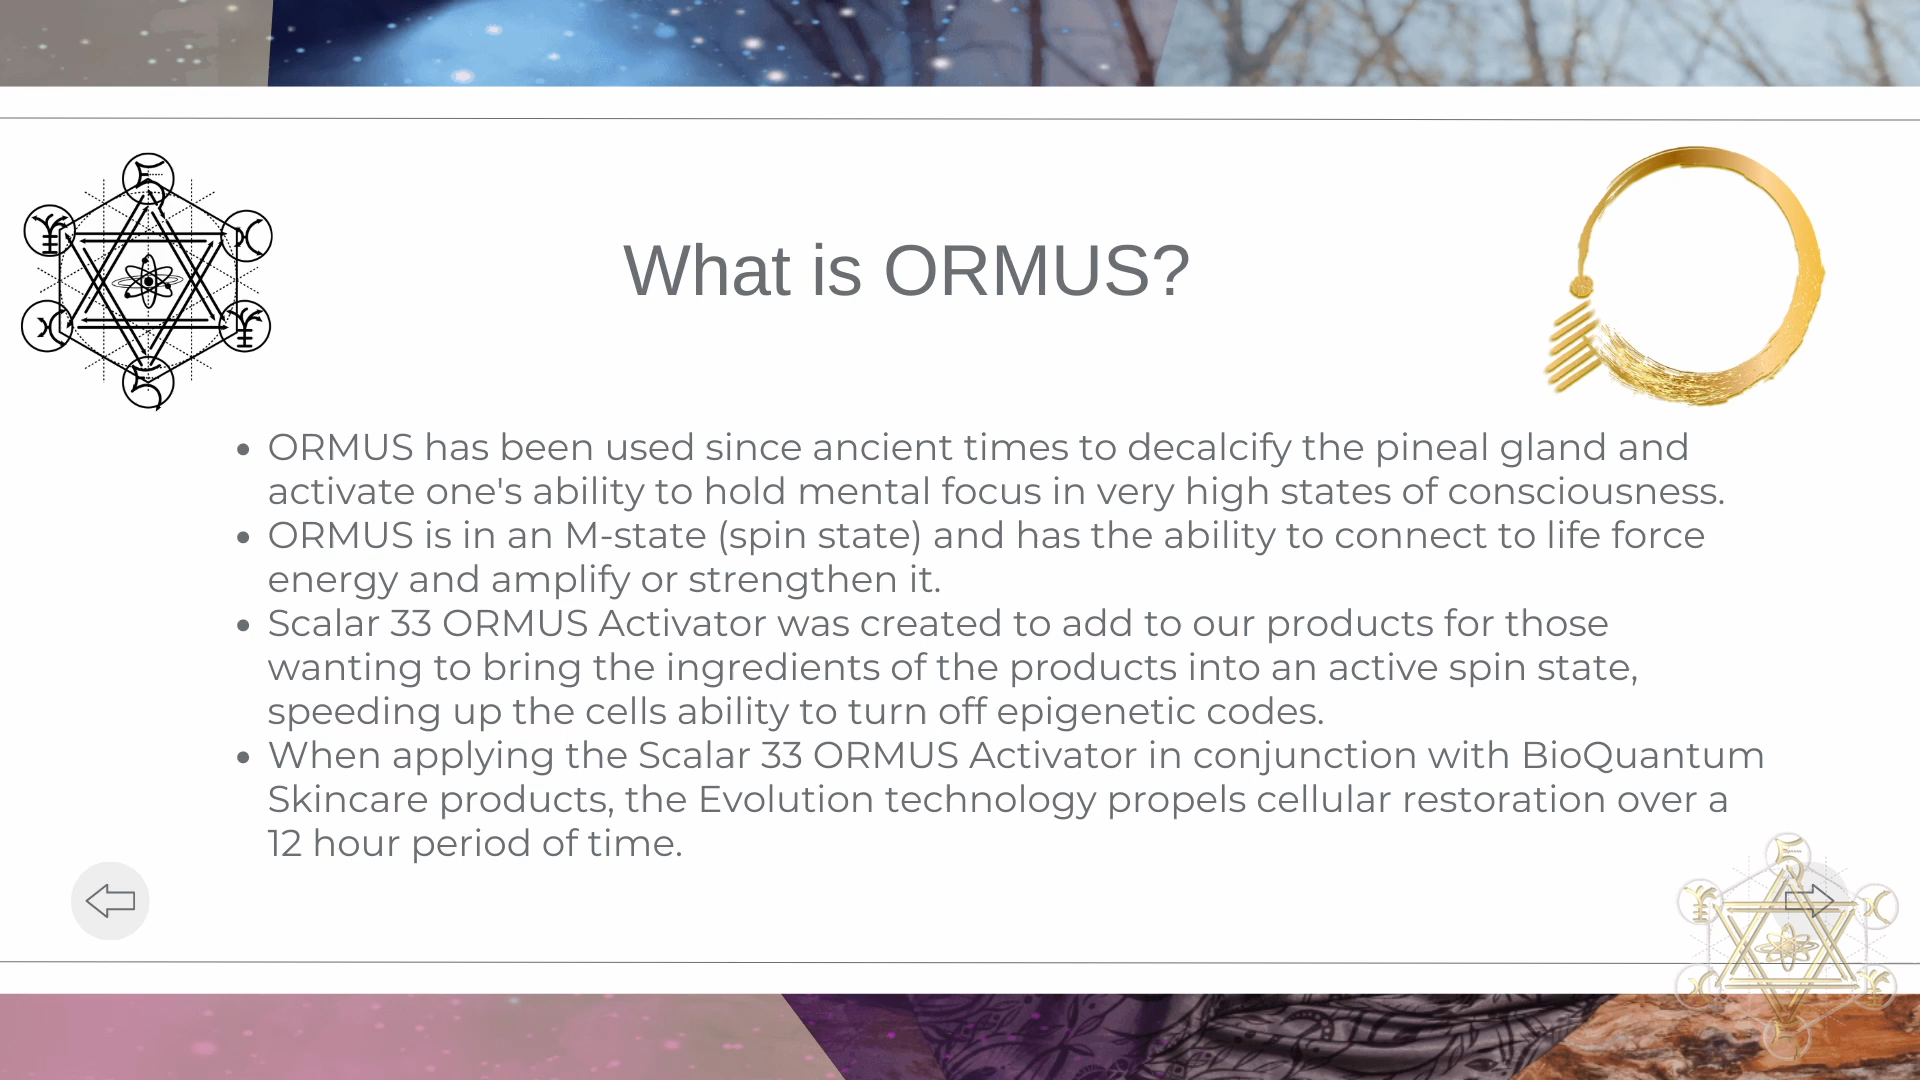 What is ORMUS?
• ORMUS has been used since ancient times to decalcify the pineal gland and
activate one's ability to hold mental focus in very high states of consciousness.
• ORMUS is in an M-state (spin state) and has the ability to connect to life force
energy and amplify or strengthen it.
• Scalar 33 ORMUS Activator was created to add to our products for those
wanting to bring the ingredients of the products into an active spin state,
speeding up the cells ability to turn off epigenetic codes.
• When applying the Scalar 33 ORMUS Activator in conjunction with BioQuantum
Skincare products, the Evolution technology propels cellular restoration over a
12 hour period of time.